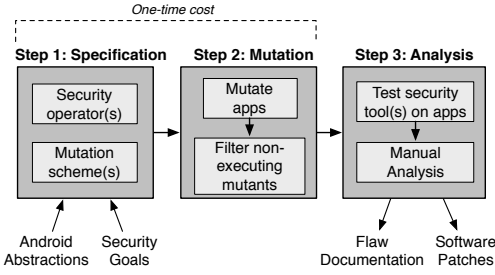 One-time cost
Step 1: Specification
Step 2: Mutation
Step 3: Analysis
Security
operator(s)
Mutation
scheme(s)
Mutate
apps
Filter non-
executing
mutants
Test security
tool(s) on apps
Manual
Analysis
Android
Abstractions
Security
Goals
Flaw
Documentation
Software
Patches